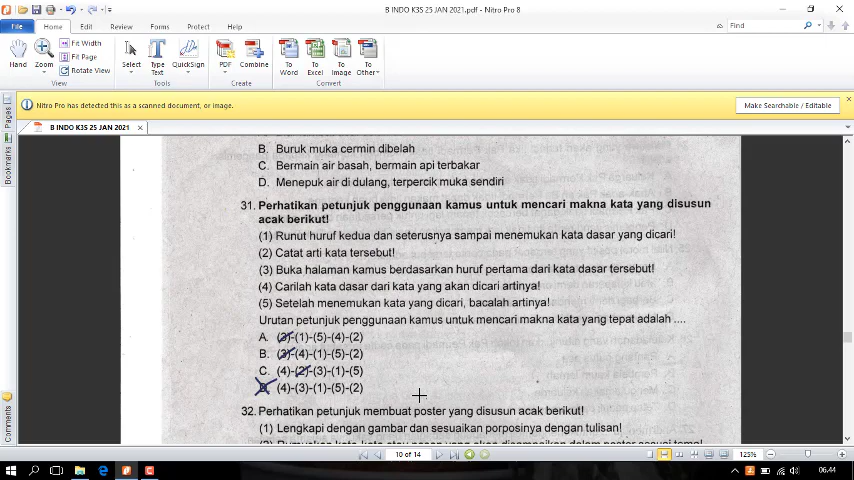 B INDO K3S 25 JAN 2021.pdf - Nitro Pro 8
File Home Edit Review Forms Protect Help
Find
Hand Zoom
Fit Width
Fit Page
Rotate View
Select Type Text QuickSign
PDF Combine
To Word To Excel To Image To Other
View Tools Create Convert
Nitro Pro has detected this as a scanned document, or image.
Make Searchable / Editable
B INDO K3S 25 JAN 2021
Pages
Bookmarks
B. Buruk muka cermin dibelah
C. Bermain air basah, bermain api terbakar
D. Menepuk air di dulang, terpercik muka sendiri
31. Perhatikan petunjuk penggunaan kamus untuk mencari makna kata yang disusun
acak berikut!
(1) Runut huruf kedua dan seterusnya sampai menemukan kata dasar yang dicari!
(2) Catat arti kata tersebut!
(3) Buka halaman kamus berdasarkan huruf pertama dari kata dasar tersebut!
(4) Carilah kata dasar dari kata yang akan dicari artinya!
(5) Setelah menemukan kata yang dicari, bacalah artinya!
Urutan petunjuk penggunaan kamus untuk mencari makna kata yang tepat adalah ....
A. (3)-(1)-(5)-(4)-(2)
B. (3)-(4)-(1)-(5)-(2)
C. (4)-(2)-(3)-(1)-(5)
D. (4)-(3)-(1)-(5)-(2)
32. Perhatikan petunjuk membuat poster yang disusun acak berikut!
(1) Lengkapi dengan gambar dan sesuaikan porposinya dengan tulisan!
10 of 14
125%
06.44